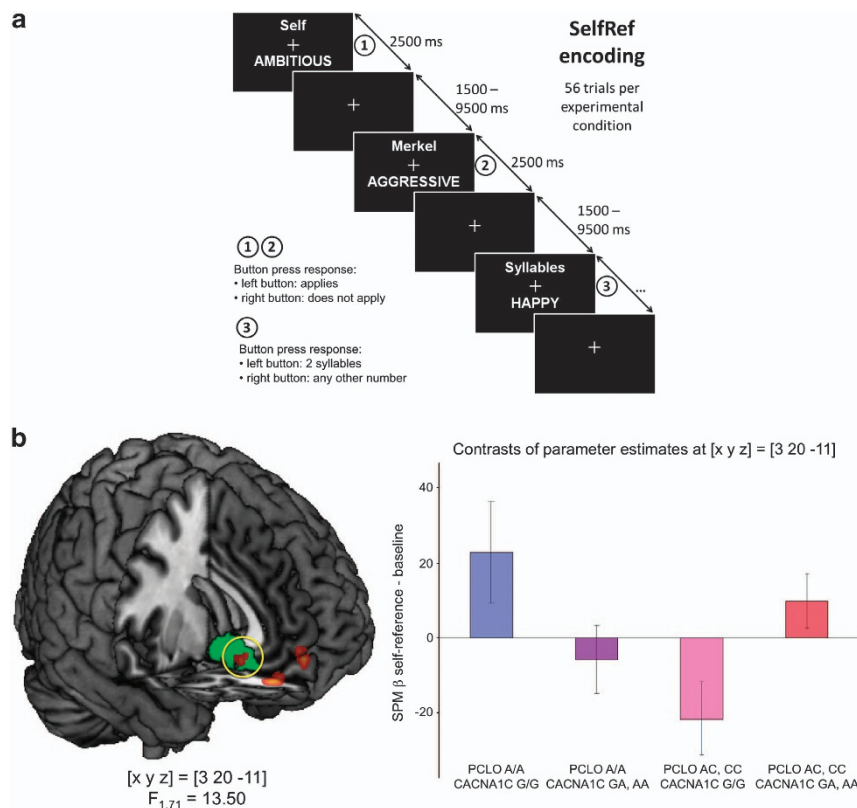 a
Self
+
AMBITIOUS
1
2500 ms
SelfRef
encoding
56 trials per
experimental
condition
+
1500 –
9500 ms
Merkel
+
AGGRESSIVE
2
2500 ms
+
1500 –
9500 ms
Syllables
+
HAPPY
3
...
+
1 2
Button press response:
• left button: applies
• right button: does not apply
3
Button press response:
• left button: 2 syllables
• right button: any other number
b
[x y z] = [3 20 -11]
F1,71 = 13.50
Contrasts of parameter estimates at [x y z] = [3 20 -11]
SPM β self-reference - baseline
40
20
0
-20
PCLO A/A
CACNA1C G/G
PCLO A/A
CACNA1C GA, AA
PCLO AC, CC
CACNA1C G/G
PCLO AC, CC
CACNA1C GA, AA